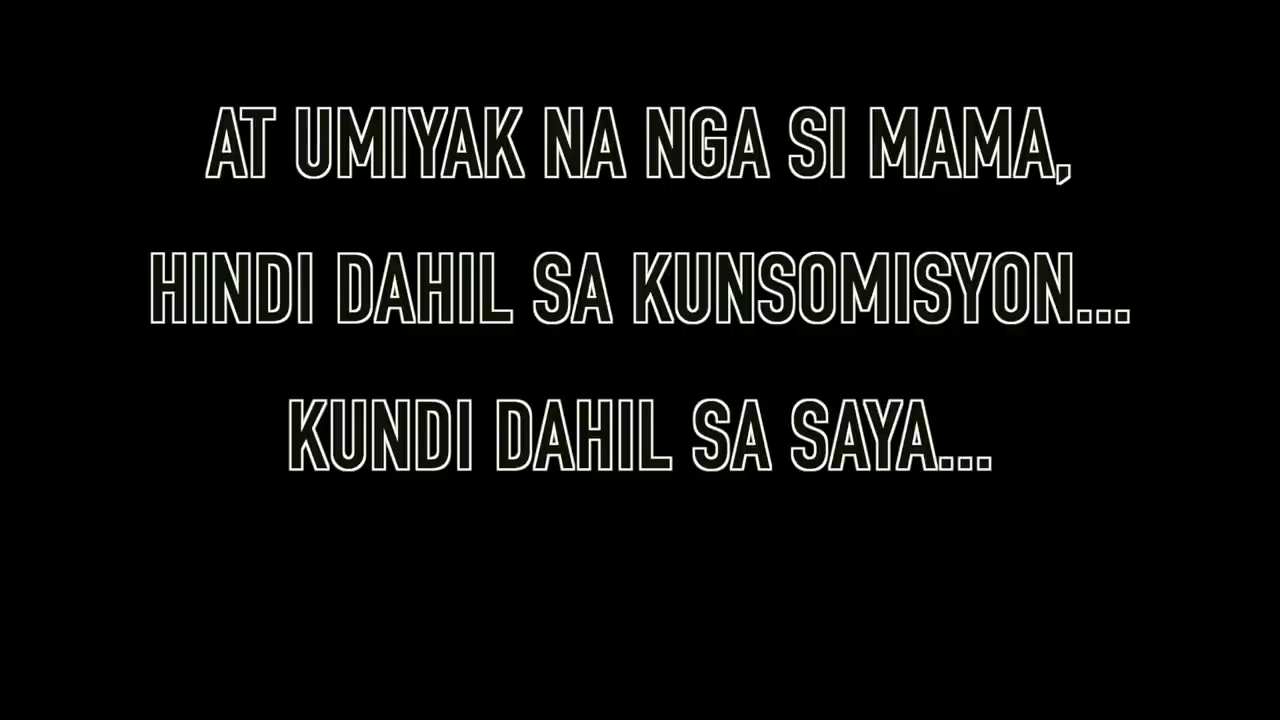 AT UMIYAK NA NGA SI MAMA,
HINDI DAHIL SA KUNSOMISYON...
KUNDI DAHIL SA SAYA...